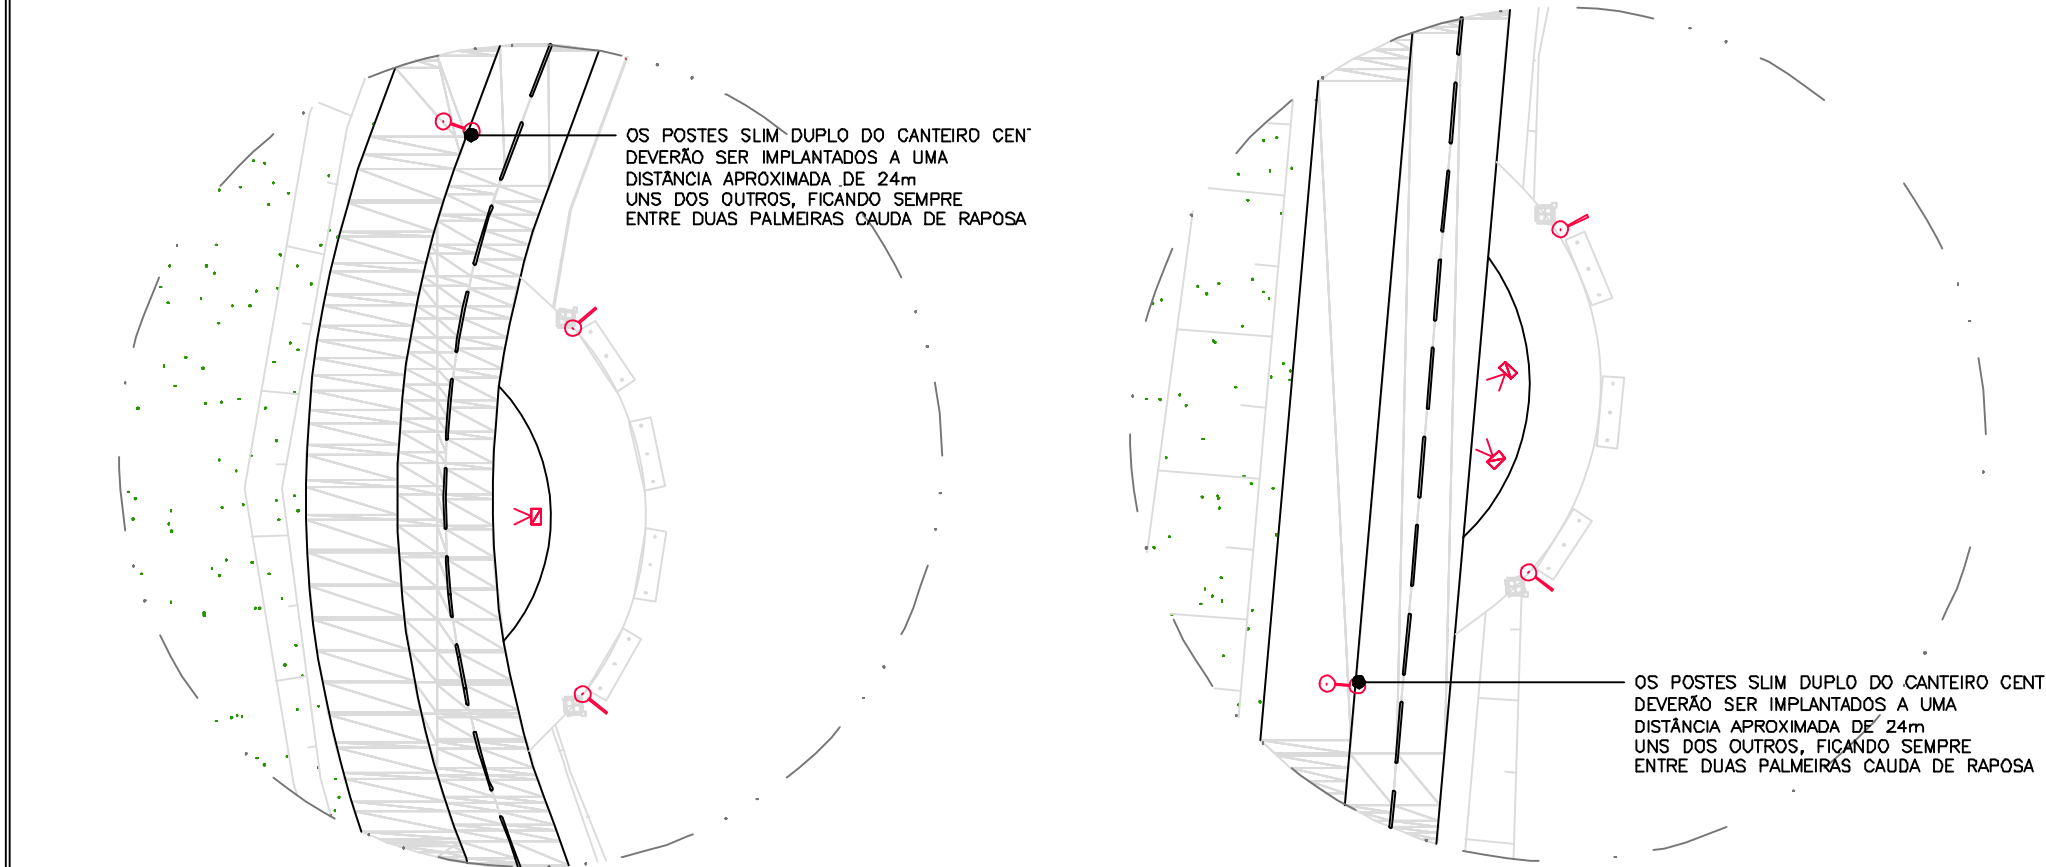 OS POSTES SLIM DUPLO DO CANTEIRO CEN
DEVERÃO SER IMPLANTADOS A UMA
DISTÂNCIA APROXIMADA DE 24m
UNS DOS OUTROS, FICANDO SEMPRE
ENTRE DUAS PALMEIRAS CAUDA DE RAPOSA
OS POSTES SLIM DUPLO DO CANTEIRO CENT
DEVERÃO SER IMPLANTADOS A UMA
DISTÂNCIA APROXIMADA DE 24m
UNS DOS OUTROS, FICANDO SEMPRE
ENTRE DUAS PALMEIRAS CAUDA DE RAPOSA